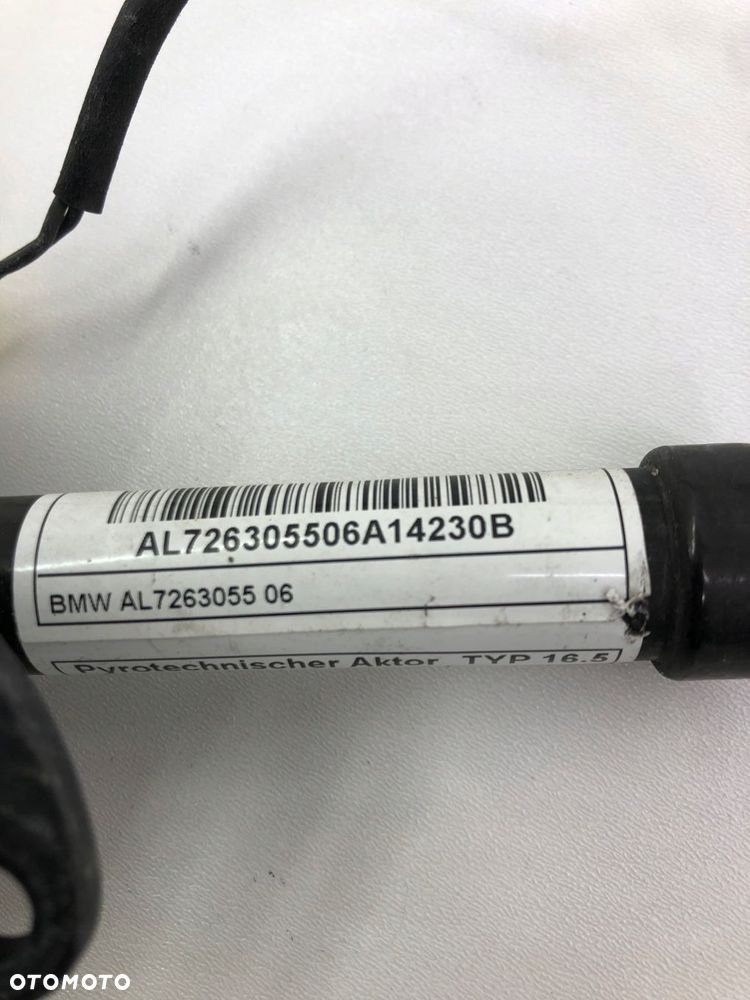 AL726305506A14230B
BMW AL7263055 06
Pyrotechnischer Aktor TYP 16.5
OTOMOTO